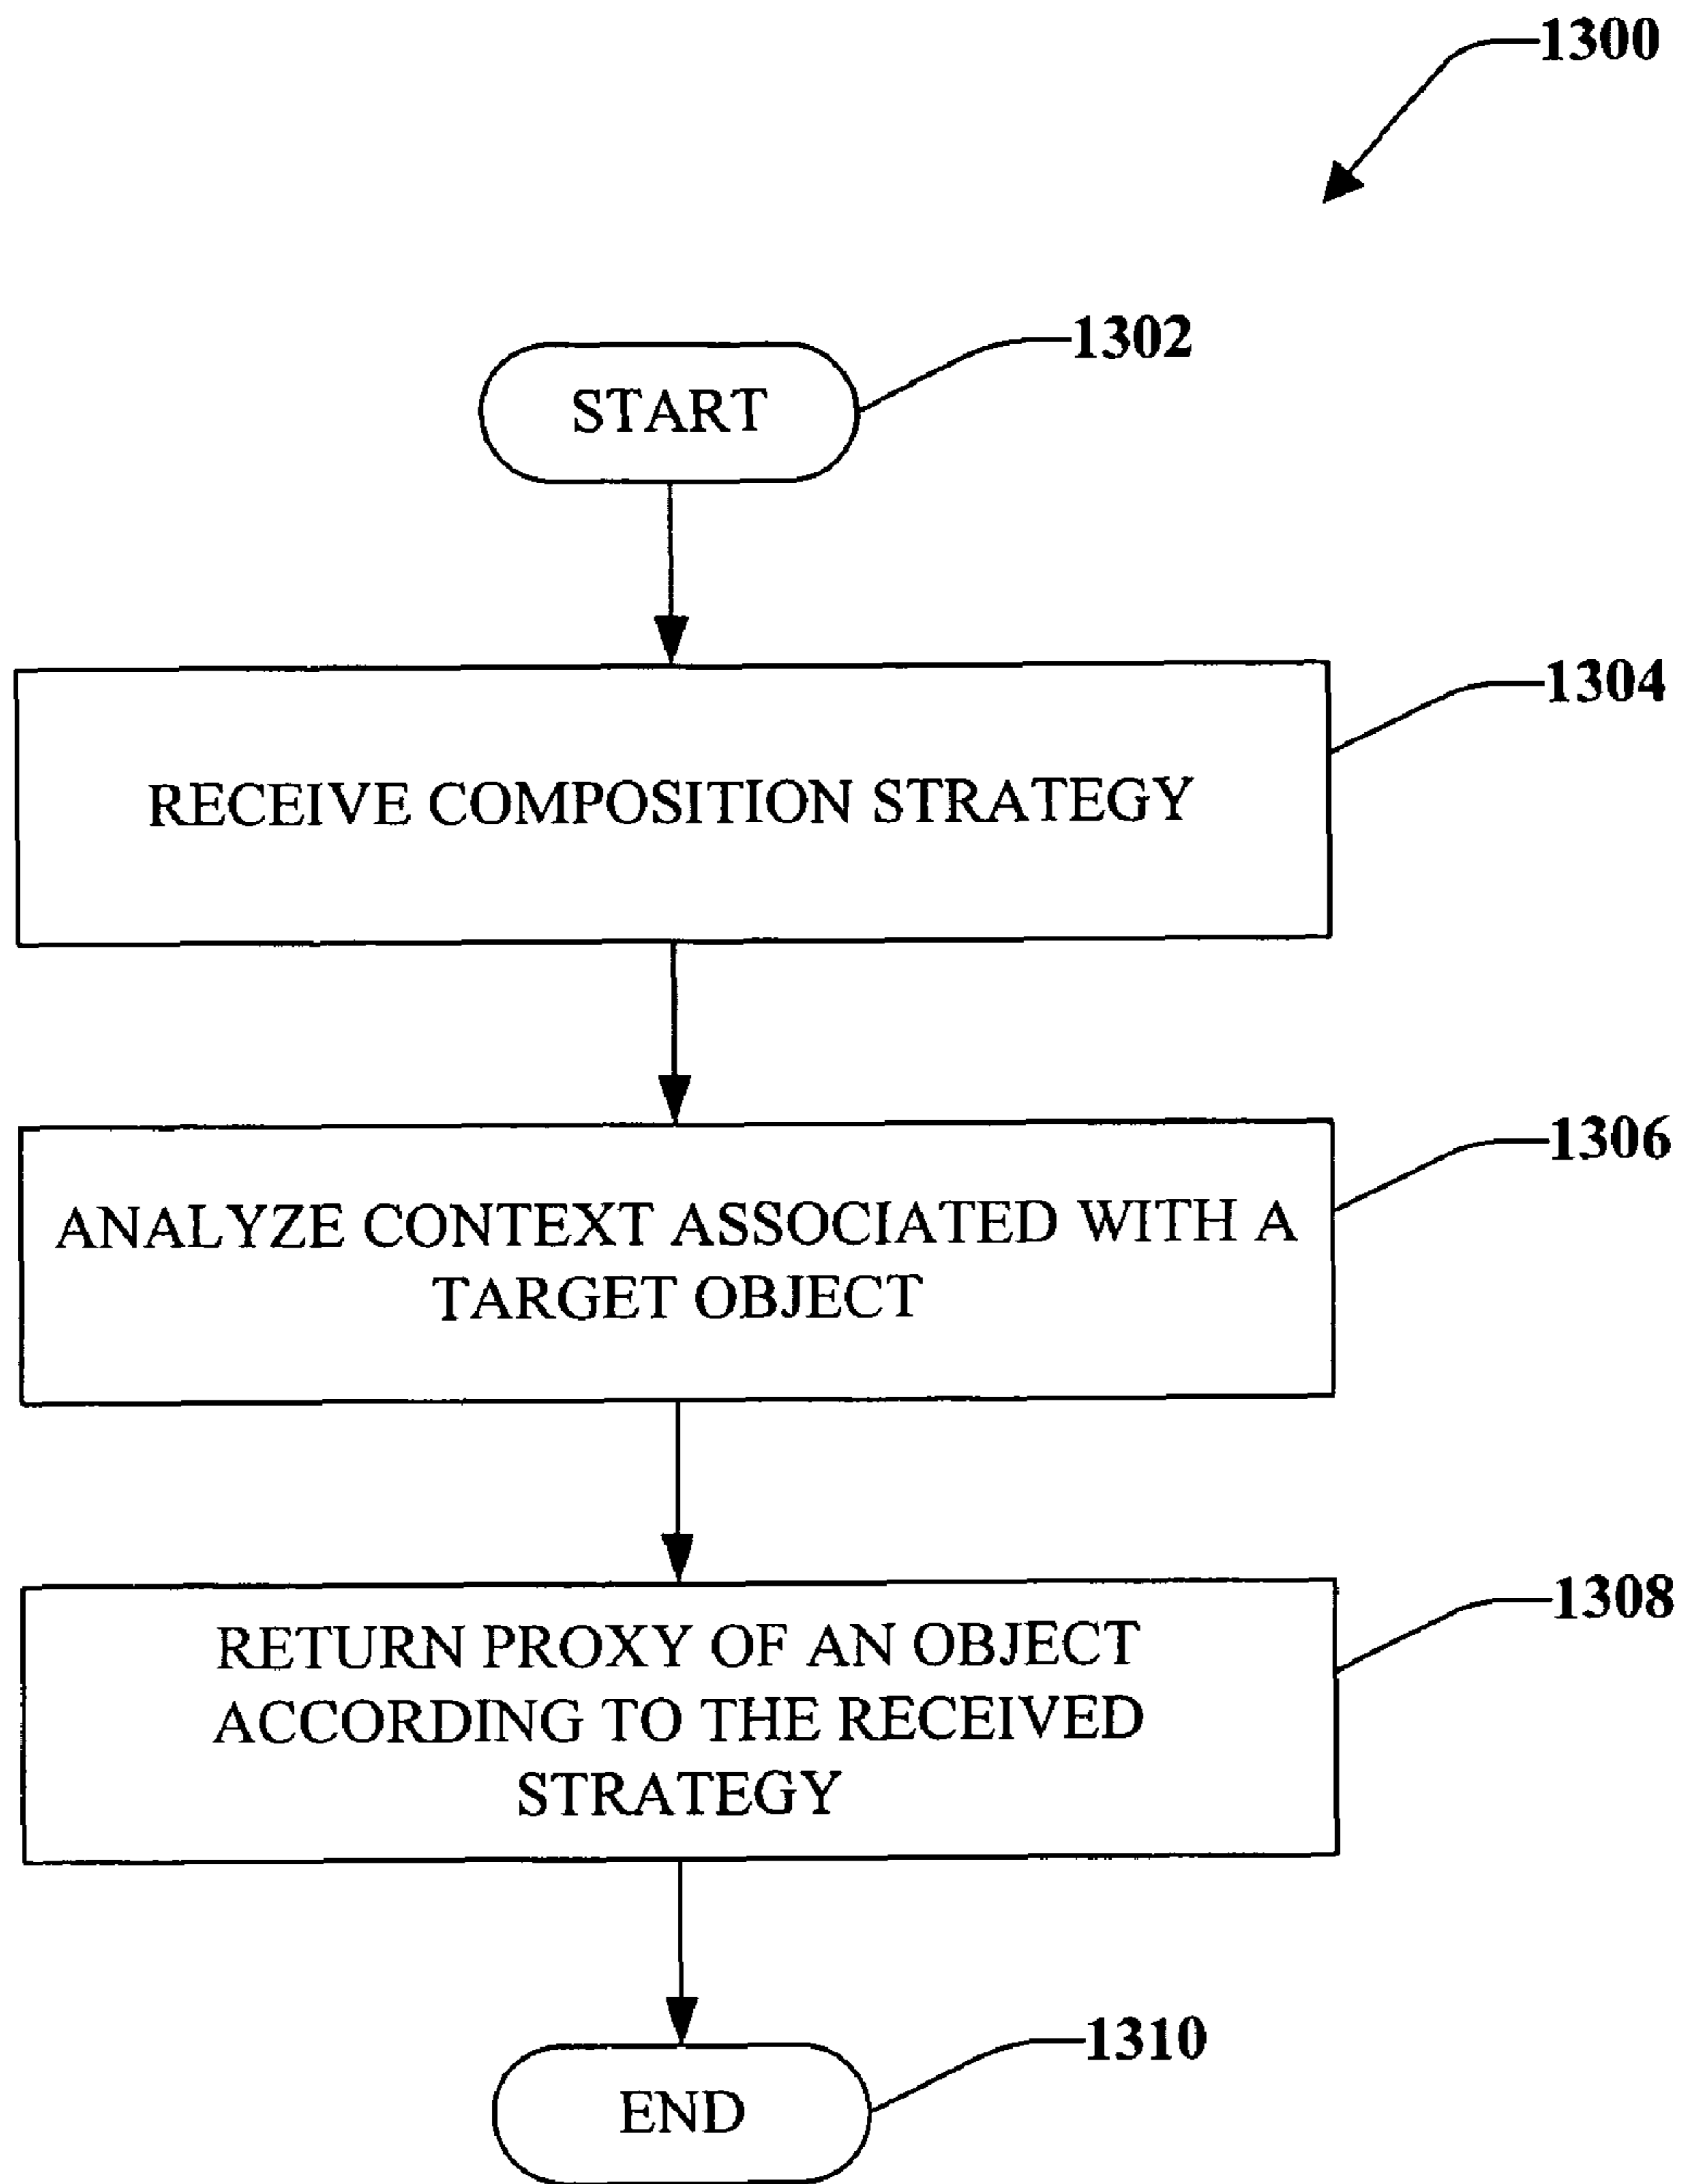 1300
1302
START
1304
RECEIVE COMPOSITION STRATEGY
1306
ANALYZE CONTEXT ASSOCIATED WITH A
TARGET OBJECT
1308
RETURN PROXY OF AN OBJECT
ACCORDING TO THE RECEIVED
STRATEGY
1310
END